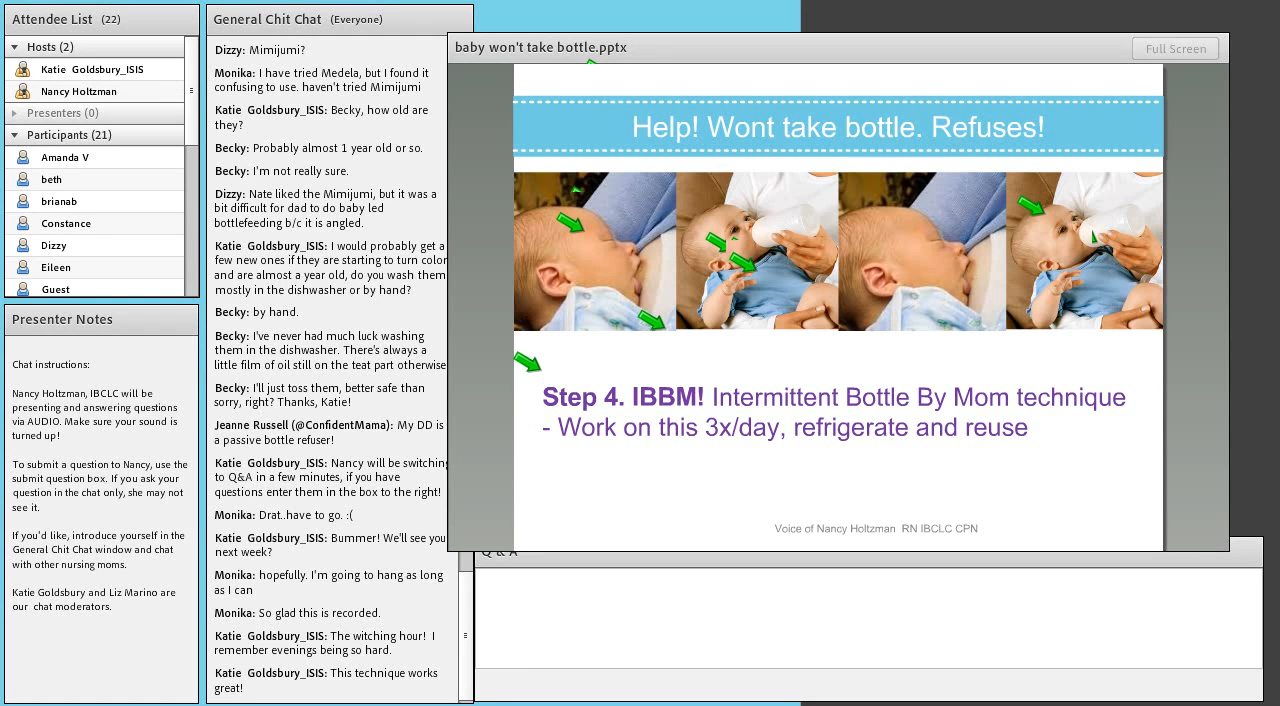 Attendee List (22)
Hosts (2)
Katie Goldsbury_ISIS
Nancy Holtzman
Presenters (0)
Participants (21)
Amanda V
beth
brianab
Constance
Dizzy
Eileen
Guest
Presenter Notes
Chat instructions:
Nancy Holtzman, IBCLC will be
presenting and answering questions
via AUDIO. Make sure your sound is
turned up!
To submit a question to Nancy, use the
submit question box. If you ask your
question in the chat only, she may not
see it.
If you'd like, introduce yourself in the
General Chit Chat window and chat
with other nursing moms.
Katie Goldsbury and Liz Marino are
our chat moderators.
General Chit Chat (Everyone)
Dizzy: Mimijumi?
Monika: I have tried Medela, but I found it
confusing to use. haven't tried Mimijumi
Katie Goldsbury_ISIS: Becky, how old are
they?
Becky: Probably almost 1 year old or so.
Becky: I'm not really sure.
Dizzy: Nate liked the Mimijumi, but it was a
bit difficult for dad to do baby led
bottlefeeding b/c it is angled.
Katie Goldsbury_ISIS: I would probably get a
few new ones if they are starting to turn color
and are almost a year old, do you wash them
mostly in the dishwasher or by hand?
Becky: by hand.
Becky: I've never had much luck washing
them in the dishwasher. There's always a
little film of oil still on the teat part otherwise
Becky: I'll just toss them, better safe than
sorry, right? Thanks, Katie!
Jeanne Russell (@ConfidentMama): My DD is
a passive bottle refuser!
Katie Goldsbury_ISIS: Nancy will be switching
to Q&A in a few minutes, if you have
questions enter them in the box to the right!
Monika: Drat..have to go. :(
Katie Goldsbury_ISIS: Bummer! We'll see you
next week?
Monika: hopefully. I'm going to hang as long
as I can
Monika: So glad this is recorded.
Katie Goldsbury_ISIS: The witching hour! I
remember evenings being so hard.
Katie Goldsbury_ISIS: This technique works
great!
baby won't take bottle.pptx
Full Screen
Help! Wont take bottle. Refuses!
Step 4. IBBM! Intermittent Bottle By Mom technique
- Work on this 3x/day, refrigerate and reuse
Voice of Nancy Holtzman RN IBCLC CPN
Q & A